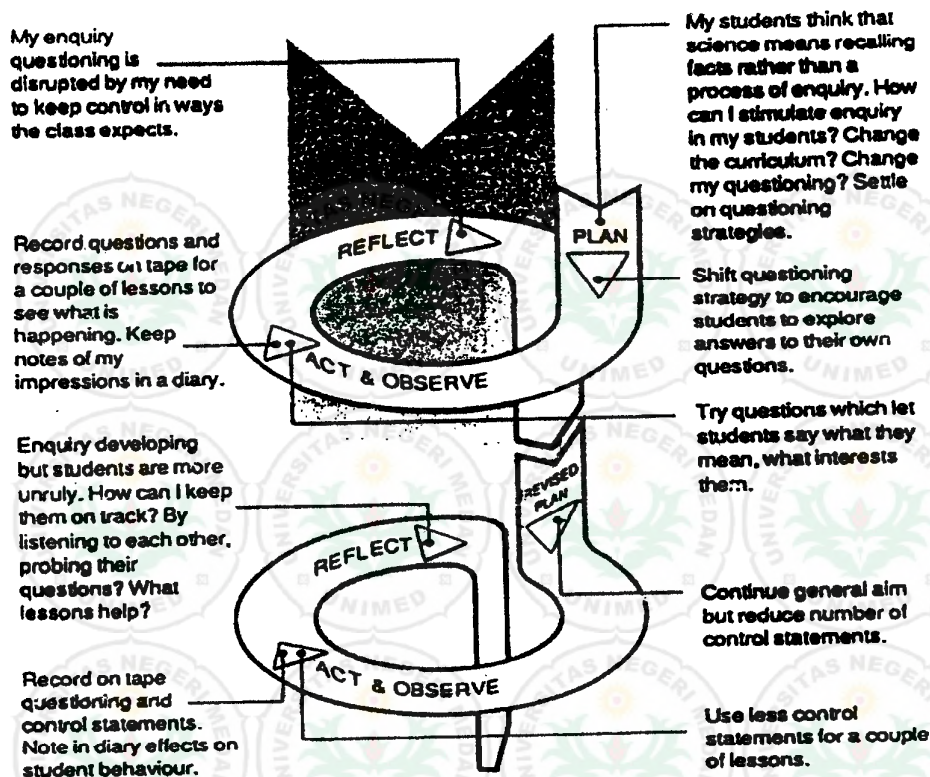 My enquiry
questioning is
disrupted by my need
to keep control in ways
the class expects.
My students think that
science means recalling
facts rather than a
process of enquiry. How
can I stimulate enquiry
in my students? Change
the curriculum? Change
my questioning? Settle
on questioning
strategies.
REFLECT
PLAN
Record questions and
responses on tape for
a couple of lessons to
see what is
happening. Keep
notes of my
impressions in a diary.
Shift questioning
strategy to encourage
students to explore
answers to their own
questions.
ACT & OBSERVE
Try questions which let
students say what they
mean, what interests
them.
Enquiry developing
but students are more
unruly. How can I keep
them on track? By
listening to each other,
probing their
questions? What
lessons help?
REVISED
PLAN
REFLECT
Continue general aim
but reduce number of
control statements.
ACT & OBSERVE
Record on tape
questioning and
control statements.
Note in diary effects on
student behaviour.
Use less control
statements for a couple
of lessons.
UNIMED